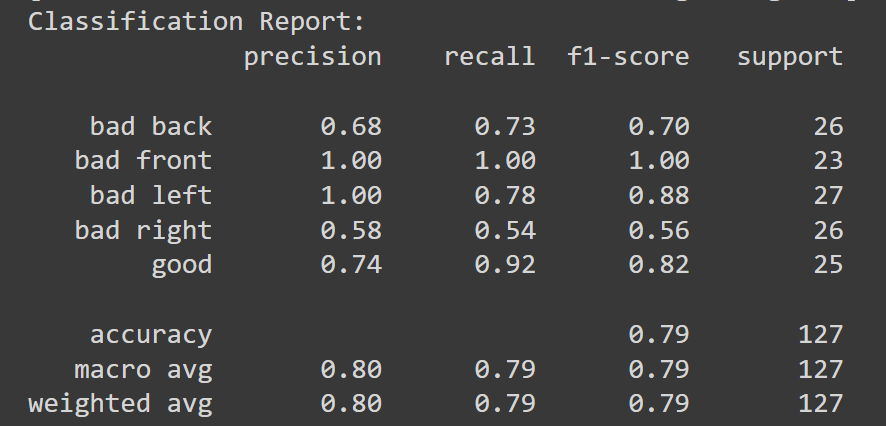 Classification Report:
precision recall f1-score support
bad back 0.68 0.73 0.70 26
bad front 1.00 1.00 1.00 23
bad left 1.00 0.78 0.88 27
bad right 0.58 0.54 0.56 26
good 0.74 0.92 0.82 25
accuracy 0.79 127
macro avg 0.80 0.79 0.79 127
weighted avg 0.80 0.79 0.79 127